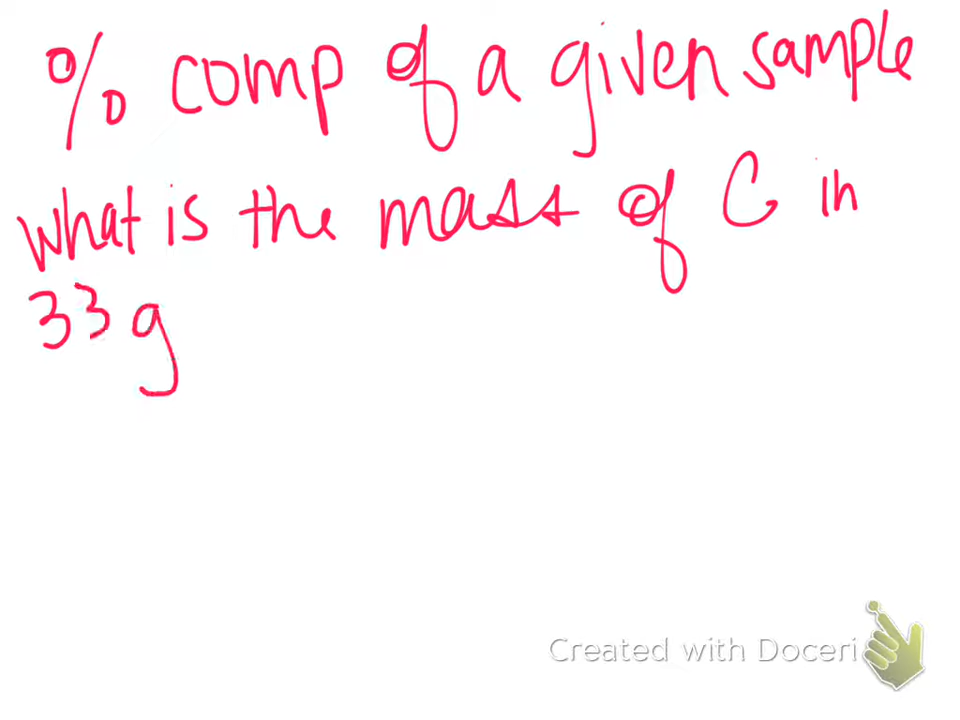 % comp of a given sample
what is the mass of C in
33 g
Created with Doceri